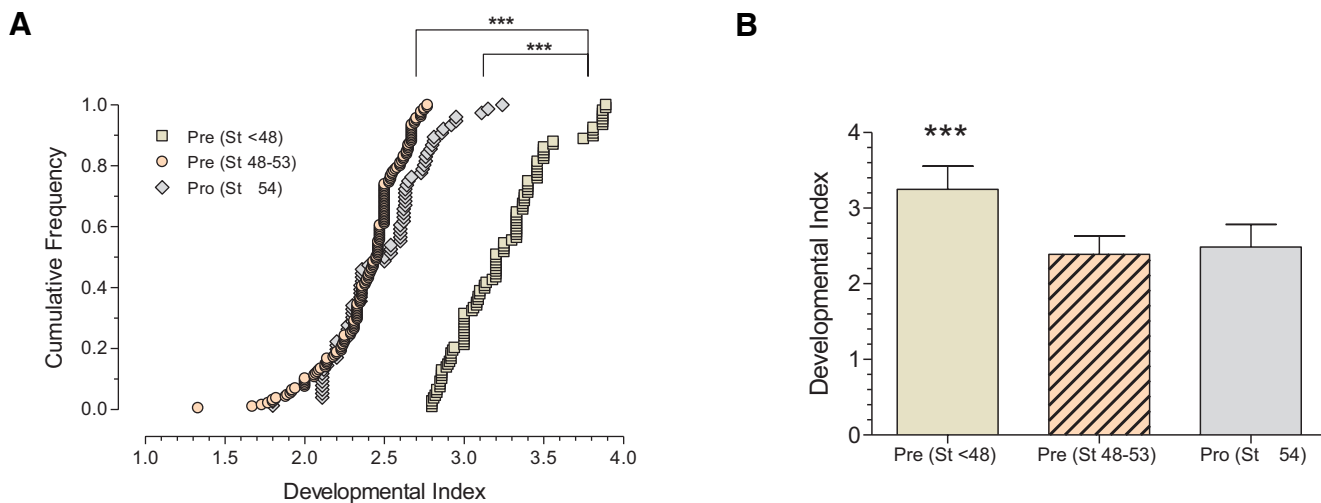 A
***
***
1.0
0.8
0.6
0.4
0.2
0.0
Cumulative Frequency
Pre (St <48)
Pre (St 48-53)
Pro (St 54)
1.0 1.5 2.0 2.5 3.0 3.5 4.0
Developmental Index
B
***
4
3
2
1
0
Developmental Index
Pre (St <48) Pre (St 48-53) Pro (St 54)